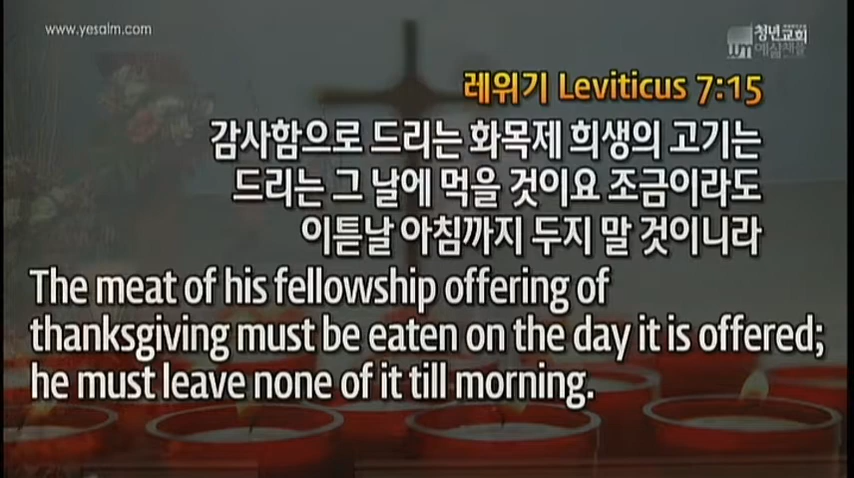 www.yesalm.com
청년교회
예삶채플
레위기 Leviticus 7:15
감사함으로 드리는 화목제 희생의 고기는
드리는 그 날에 먹을 것이요 조금이라도
이튿날 아침까지 두지 말 것이니라
The meat of his fellowship offering of
thanksgiving must be eaten on the day it is offered;
he must leave none of it till morning.